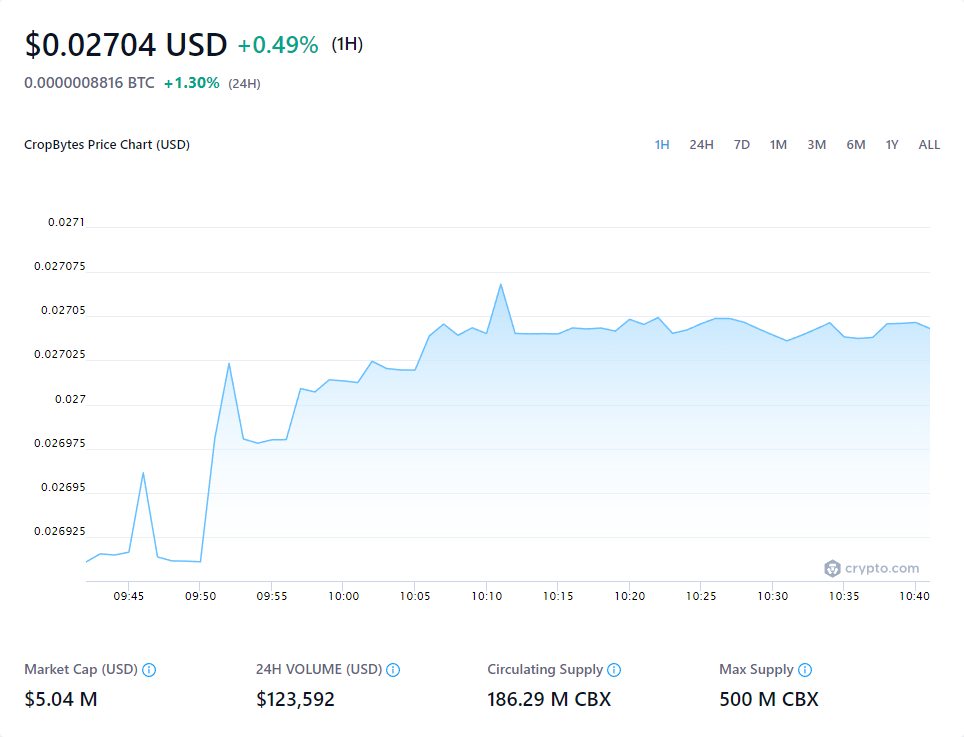 $0.02704 USD +0.49% (1H)
0.0000008816 BTC +1.30% (24H)
CropBytes Price Chart (USD) 1H 24H 7D 1M 3M 6M 1Y ALL
0.0271
0.027075
0.02705
0.027025
0.027
0.026975
0.02695
0.026925
crypto.com
09:45 09:50 09:55 10:00 10:05 10:10 10:15 10:20 10:25 10:30 10:35 10:40
Market Cap (USD) 24H VOLUME (USD) Circulating Supply Max Supply
$5.04 M $123,592 186.29 M CBX 500 M CBX